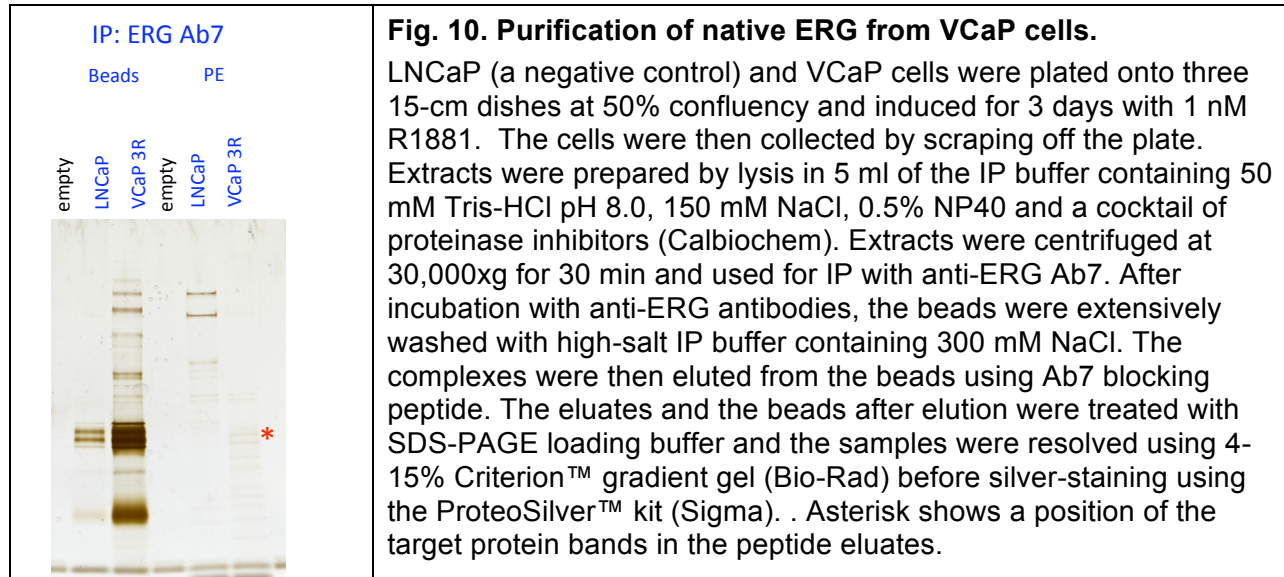 IP: ERG Ab7
Beads PE
empty
LNCaP
VCaP 3R
empty
LNCaP
VCaP 3R
*
Fig. 10. Purification of native ERG from VCaP cells.
LNCaP (a negative control) and VCaP cells were plated onto three
15-cm dishes at 50% confluency and induced for 3 days with 1 nM
R1881. The cells were then collected by scraping off the plate.
Extracts were prepared by lysis in 5 ml of the IP buffer containing 50
mM Tris-HCl pH 8.0, 150 mM NaCl, 0.5% NP40 and a cocktail of
proteinase inhibitors (Calbiochem). Extracts were centrifuged at
30,000xg for 30 min and used for IP with anti-ERG Ab7. After
incubation with anti-ERG antibodies, the beads were extensively
washed with high-salt IP buffer containing 300 mM NaCl. The
complexes were then eluted from the beads using Ab7 blocking
peptide. The eluates and the beads after elution were treated with
SDS-PAGE loading buffer and the samples were resolved using 4-
15% Criterion™ gradient gel (Bio-Rad) before silver-staining using
the ProteoSilver™ kit (Sigma). . Asterisk shows a position of the
target protein bands in the peptide eluates.